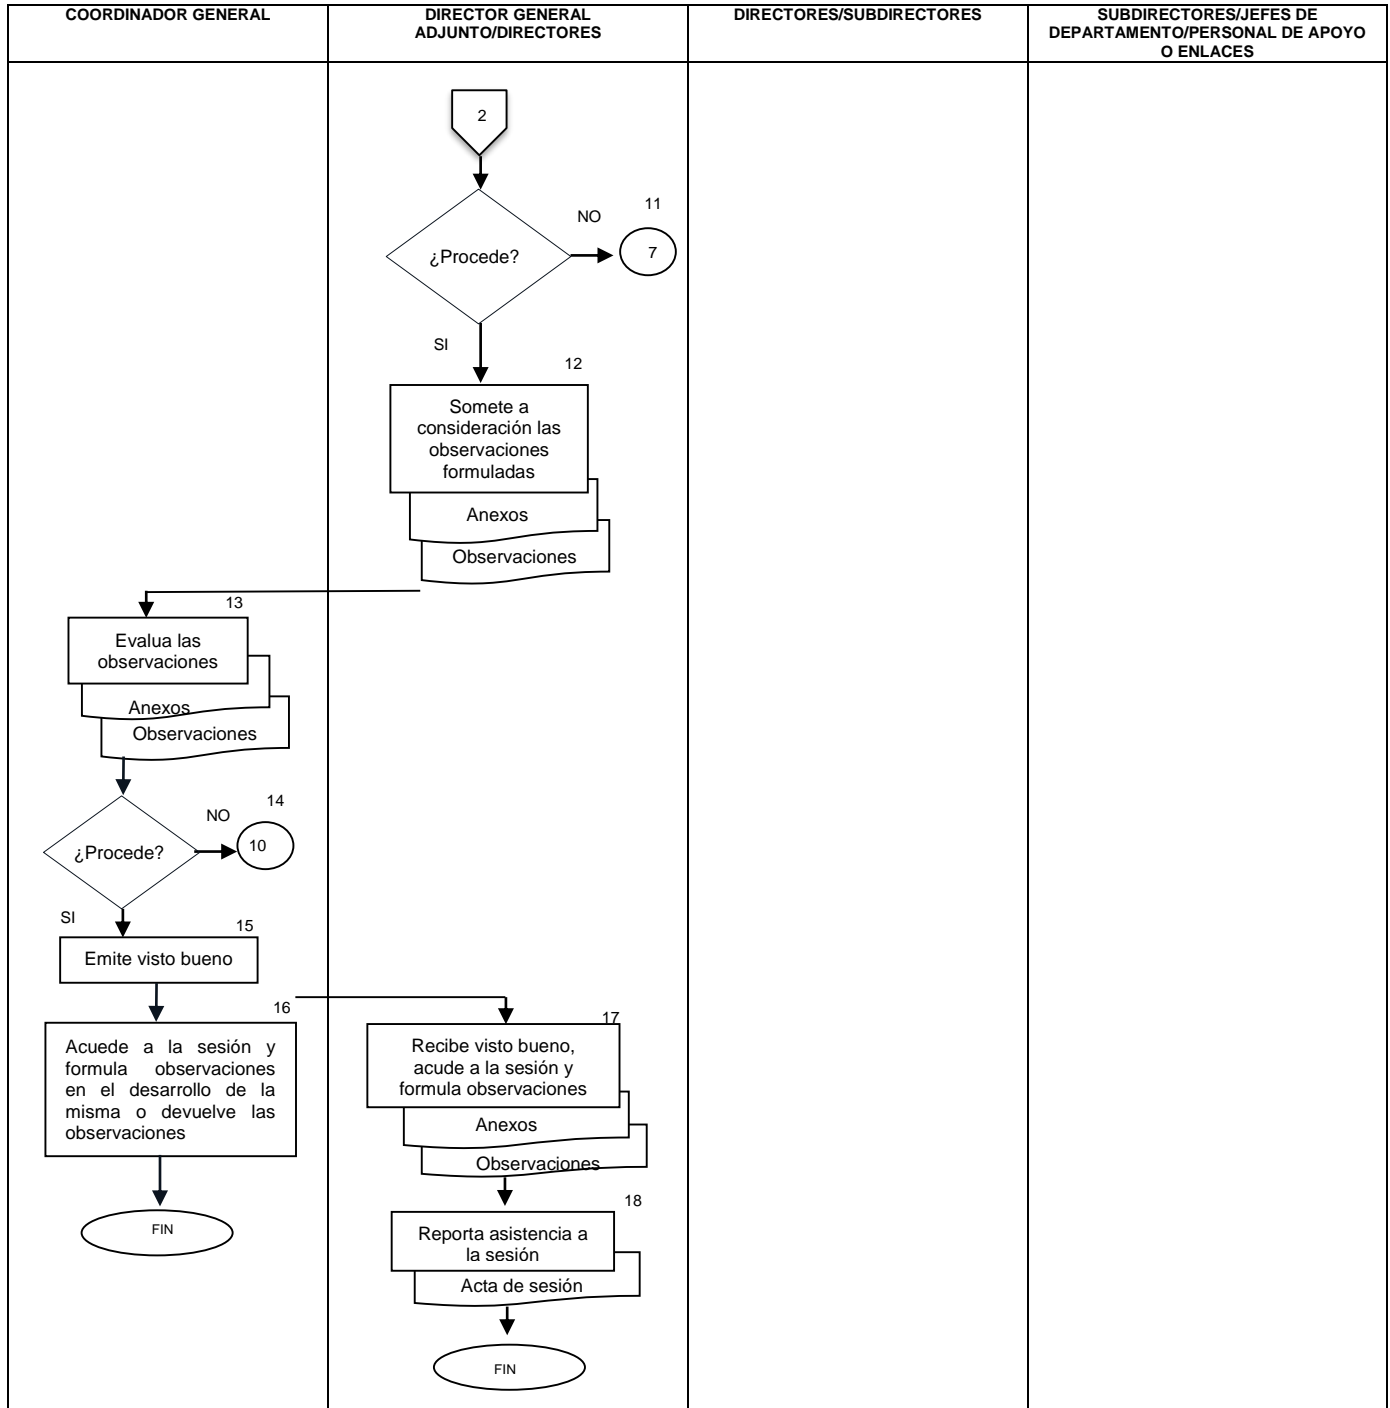 COORDINADOR GENERAL
DIRECTOR GENERAL
ADJUNTO/DIRECTORES
DIRECTORES/SUBDIRECTORES
SUBDIRECTORES/JEFES DE
DEPARTAMENTO/PERSONAL DE APOYO
O ENLACES
2
¿Procede?
NO
11
7
SI
12
Somete a
consideración las
observaciones
formuladas
Anexos
Observaciones
13
Evalua las
observaciones
Anexos
Observaciones
¿Procede?
NO
14
10
SI
15
Emite visto bueno
16
Acuede a la sesión y
formula observaciones
en el desarrollo de la
misma o devuelve las
observaciones
FIN
17
Recibe visto bueno,
acude a la sesión y
formula observaciones
Anexos
Observaciones
18
Reporta asistencia a
la sesión
Acta de sesión
FIN